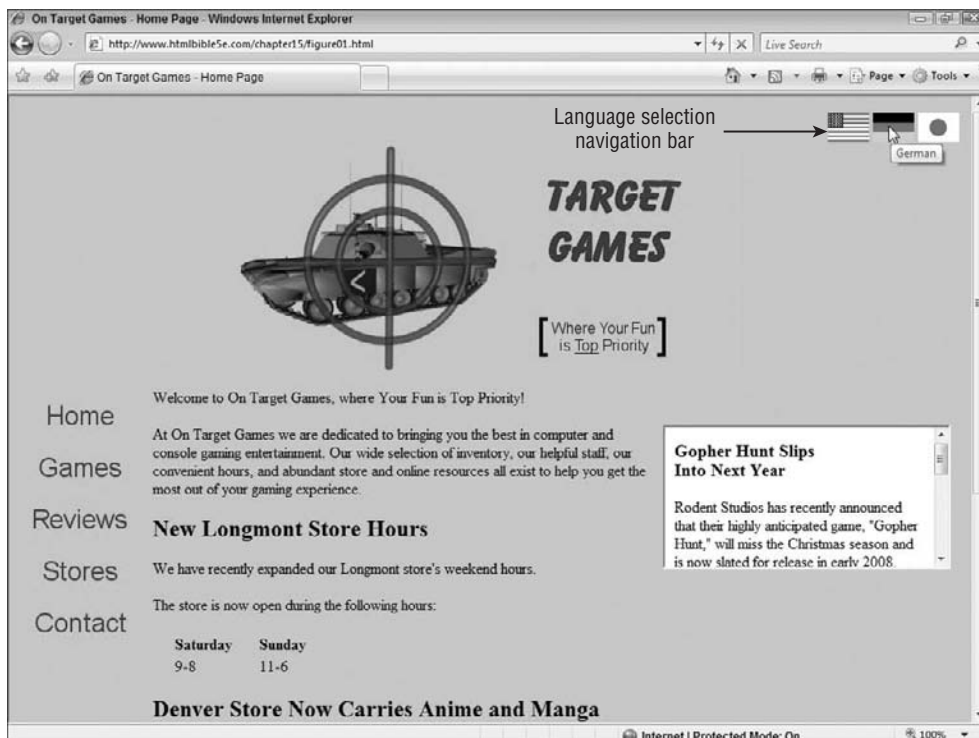 On Target Games - Home Page - Windows Internet Explorer
http://www.htmlbible5e.com/chapter15/figure01.html
Live Search
On Target Games - Home Page
Page
Tools
Language selection
navigation bar
German
TARGET
GAMES
[Where Your Fun
is Top Priority]
Home
Games
Reviews
Stores
Contact
Welcome to On Target Games, where Your Fun is Top Priority!
At On Target Games we are dedicated to bringing you the best in computer and
console gaming entertainment. Our wide selection of inventory, our helpful staff, our
convenient hours, and abundant store and online resources all exist to help you get the
most out of your gaming experience.
New Longmont Store Hours
We have recently expanded our Longmont store's weekend hours.
The store is now open during the following hours:
Saturday Sunday
9-8 11-6
Denver Store Now Carries Anime and Manga
Gopher Hunt Slips
Into Next Year
Rodent Studios has recently announced
that their highly anticipated game, "Gopher
Hunt," will miss the Christmas season and
is now slated for release in early 2008.
Internet | Protected Mode: On
100%